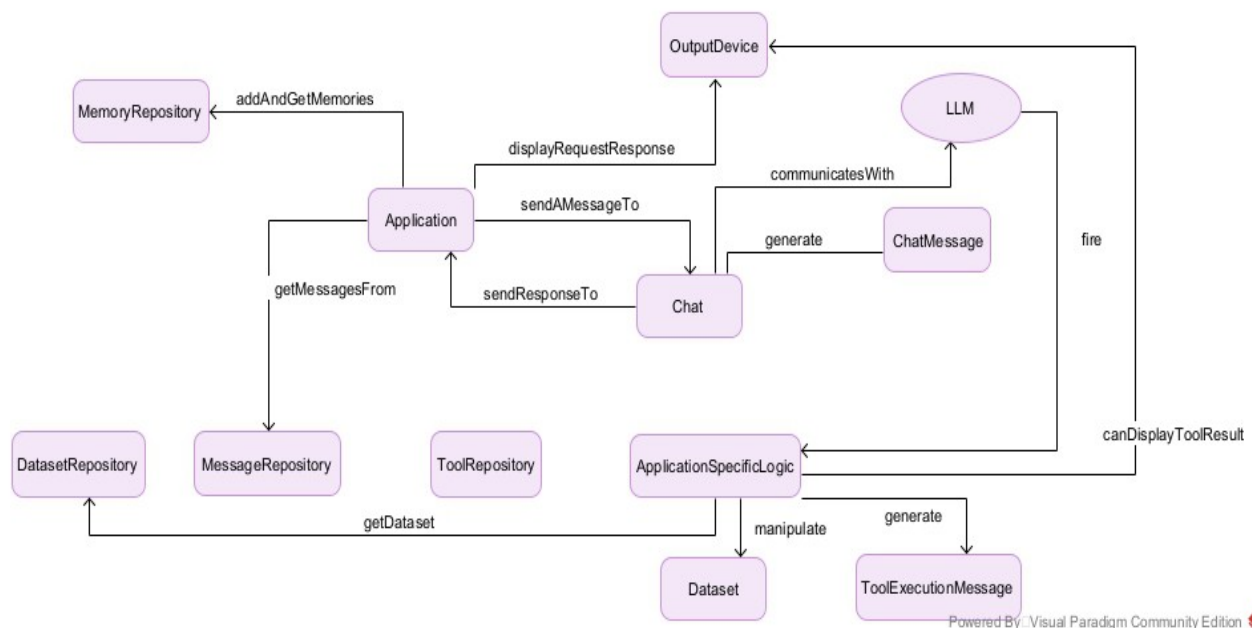 OutputDevice
MemoryRepository
addAndGetMemories
LLM
displayRequestResponse
communicatesWith
Application
sendAMessageTo
generate
ChatMessage
fire
getMessagesFrom
sendResponseTo
Chat
canDisplayToolResult
DatasetRepository
MessageRepository
ToolRepository
ApplicationSpecificLogic
getDataset
manipulate
generate
Dataset
ToolExecutionMessage
Powered By Visual Paradigm Community Edition